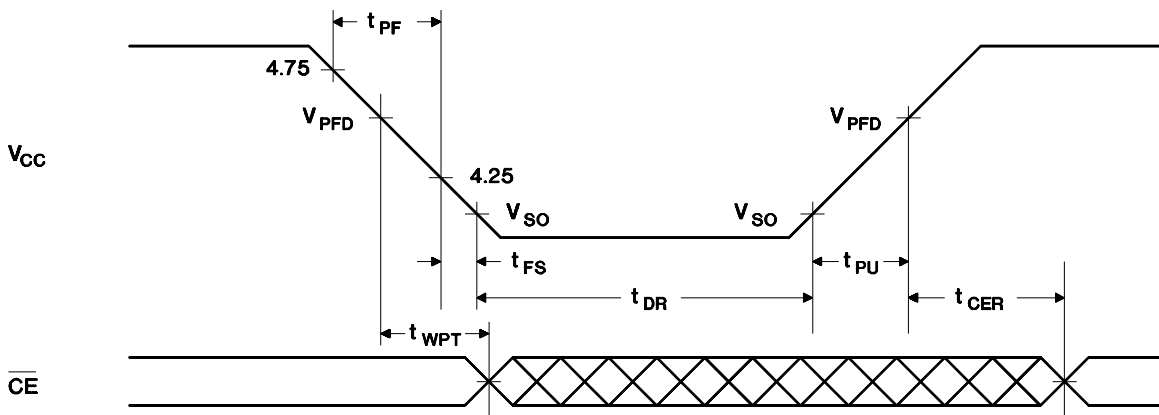 t PF
4.75
V PFD
V PFD
V CC
4.25
V SO
V SO
t FS
t PU
t DR
t CER
t WPT
CE